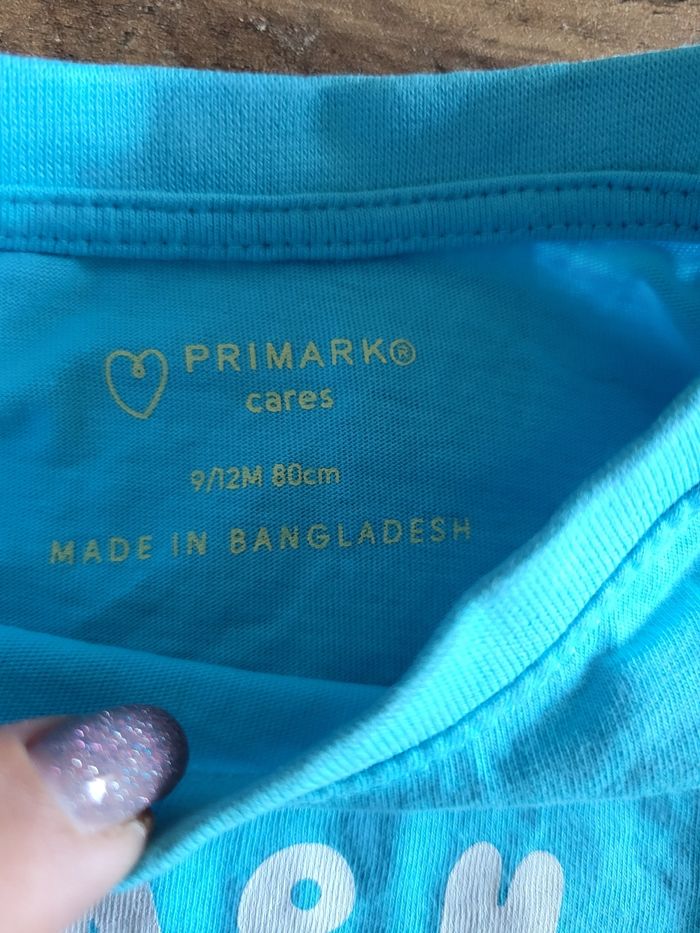 PRIMARK®
cares
9/12M 80cm
MADE IN BANGLADESH